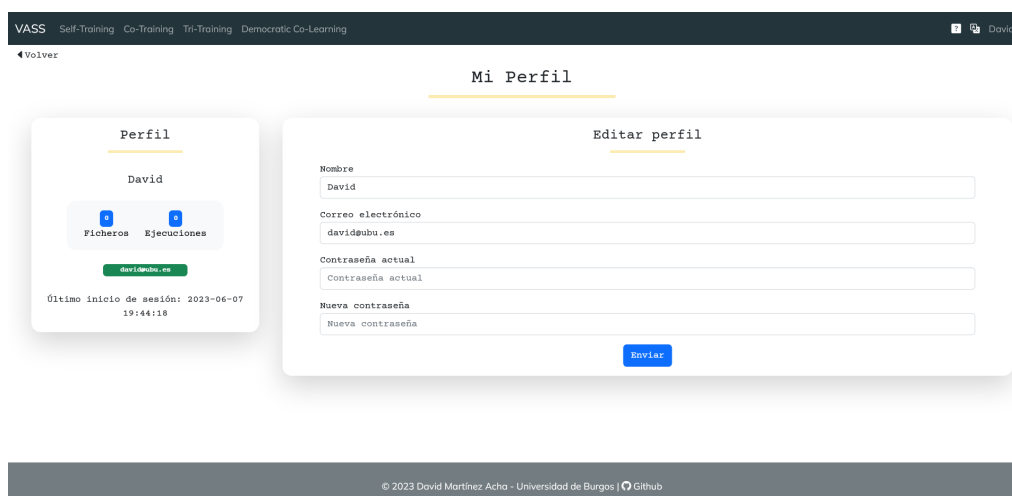 VASS Self-Training Co-Training Tri-Training Democratic Co-Learning David
Volver
Mi Perfil
Perfil
David
0 0
Ficheros Ejecuciones
david@ubu.es
Último inicio de sesión: 2023-06-07
19:44:18
Editar perfil
Nombre
David
Correo electrónico
david@ubu.es
Contraseña actual
Contraseña actual
Nueva contraseña
Nueva contraseña
Enviar
© 2023 David Martínez Acha - Universidad de Burgos | Github